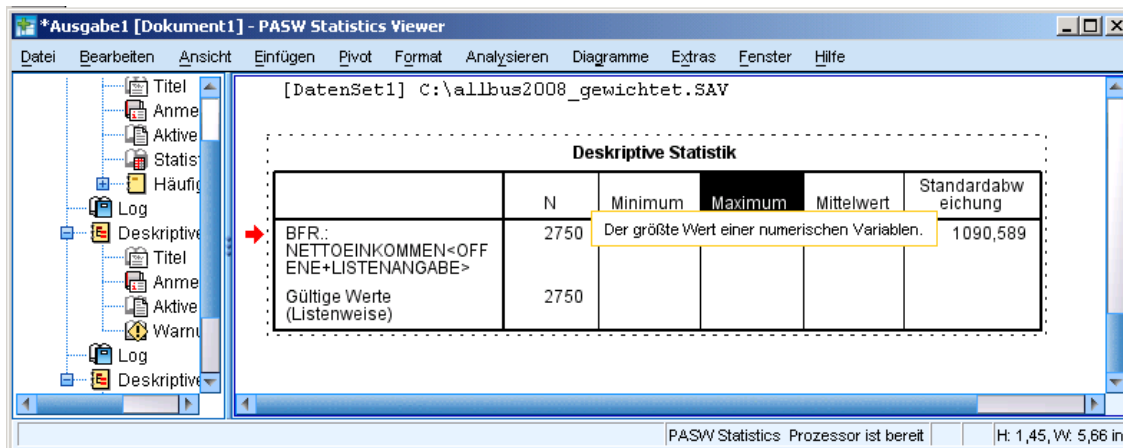 *Ausgabe1 [Dokument1] - PASW Statistics Viewer
Datei Bearbeiten Ansicht Einfügen Pivot Format Analysieren Diagramme Extras Fenster Hilfe
Titel
Anme
Aktive
Statis
Häufig
Log
Deskriptive
Titel
Anme
Aktive
Warnu
Log
Deskriptive
[DatenSet1] C:\allbus2008_gewichtet.SAV
Deskriptive Statistik
N Minimum Maximum Mittelwert Standardabw
eichung
BFR.: 2750 1090,589
NETTOEINKOMMEN<OFF
ENE+LISTENANGABE>
Gültige Werte 2750
(Listenweise)
Der größte Wert einer numerischen Variablen.
PASW Statistics Prozessor ist bereit H: 1,45, W: 5,66 in